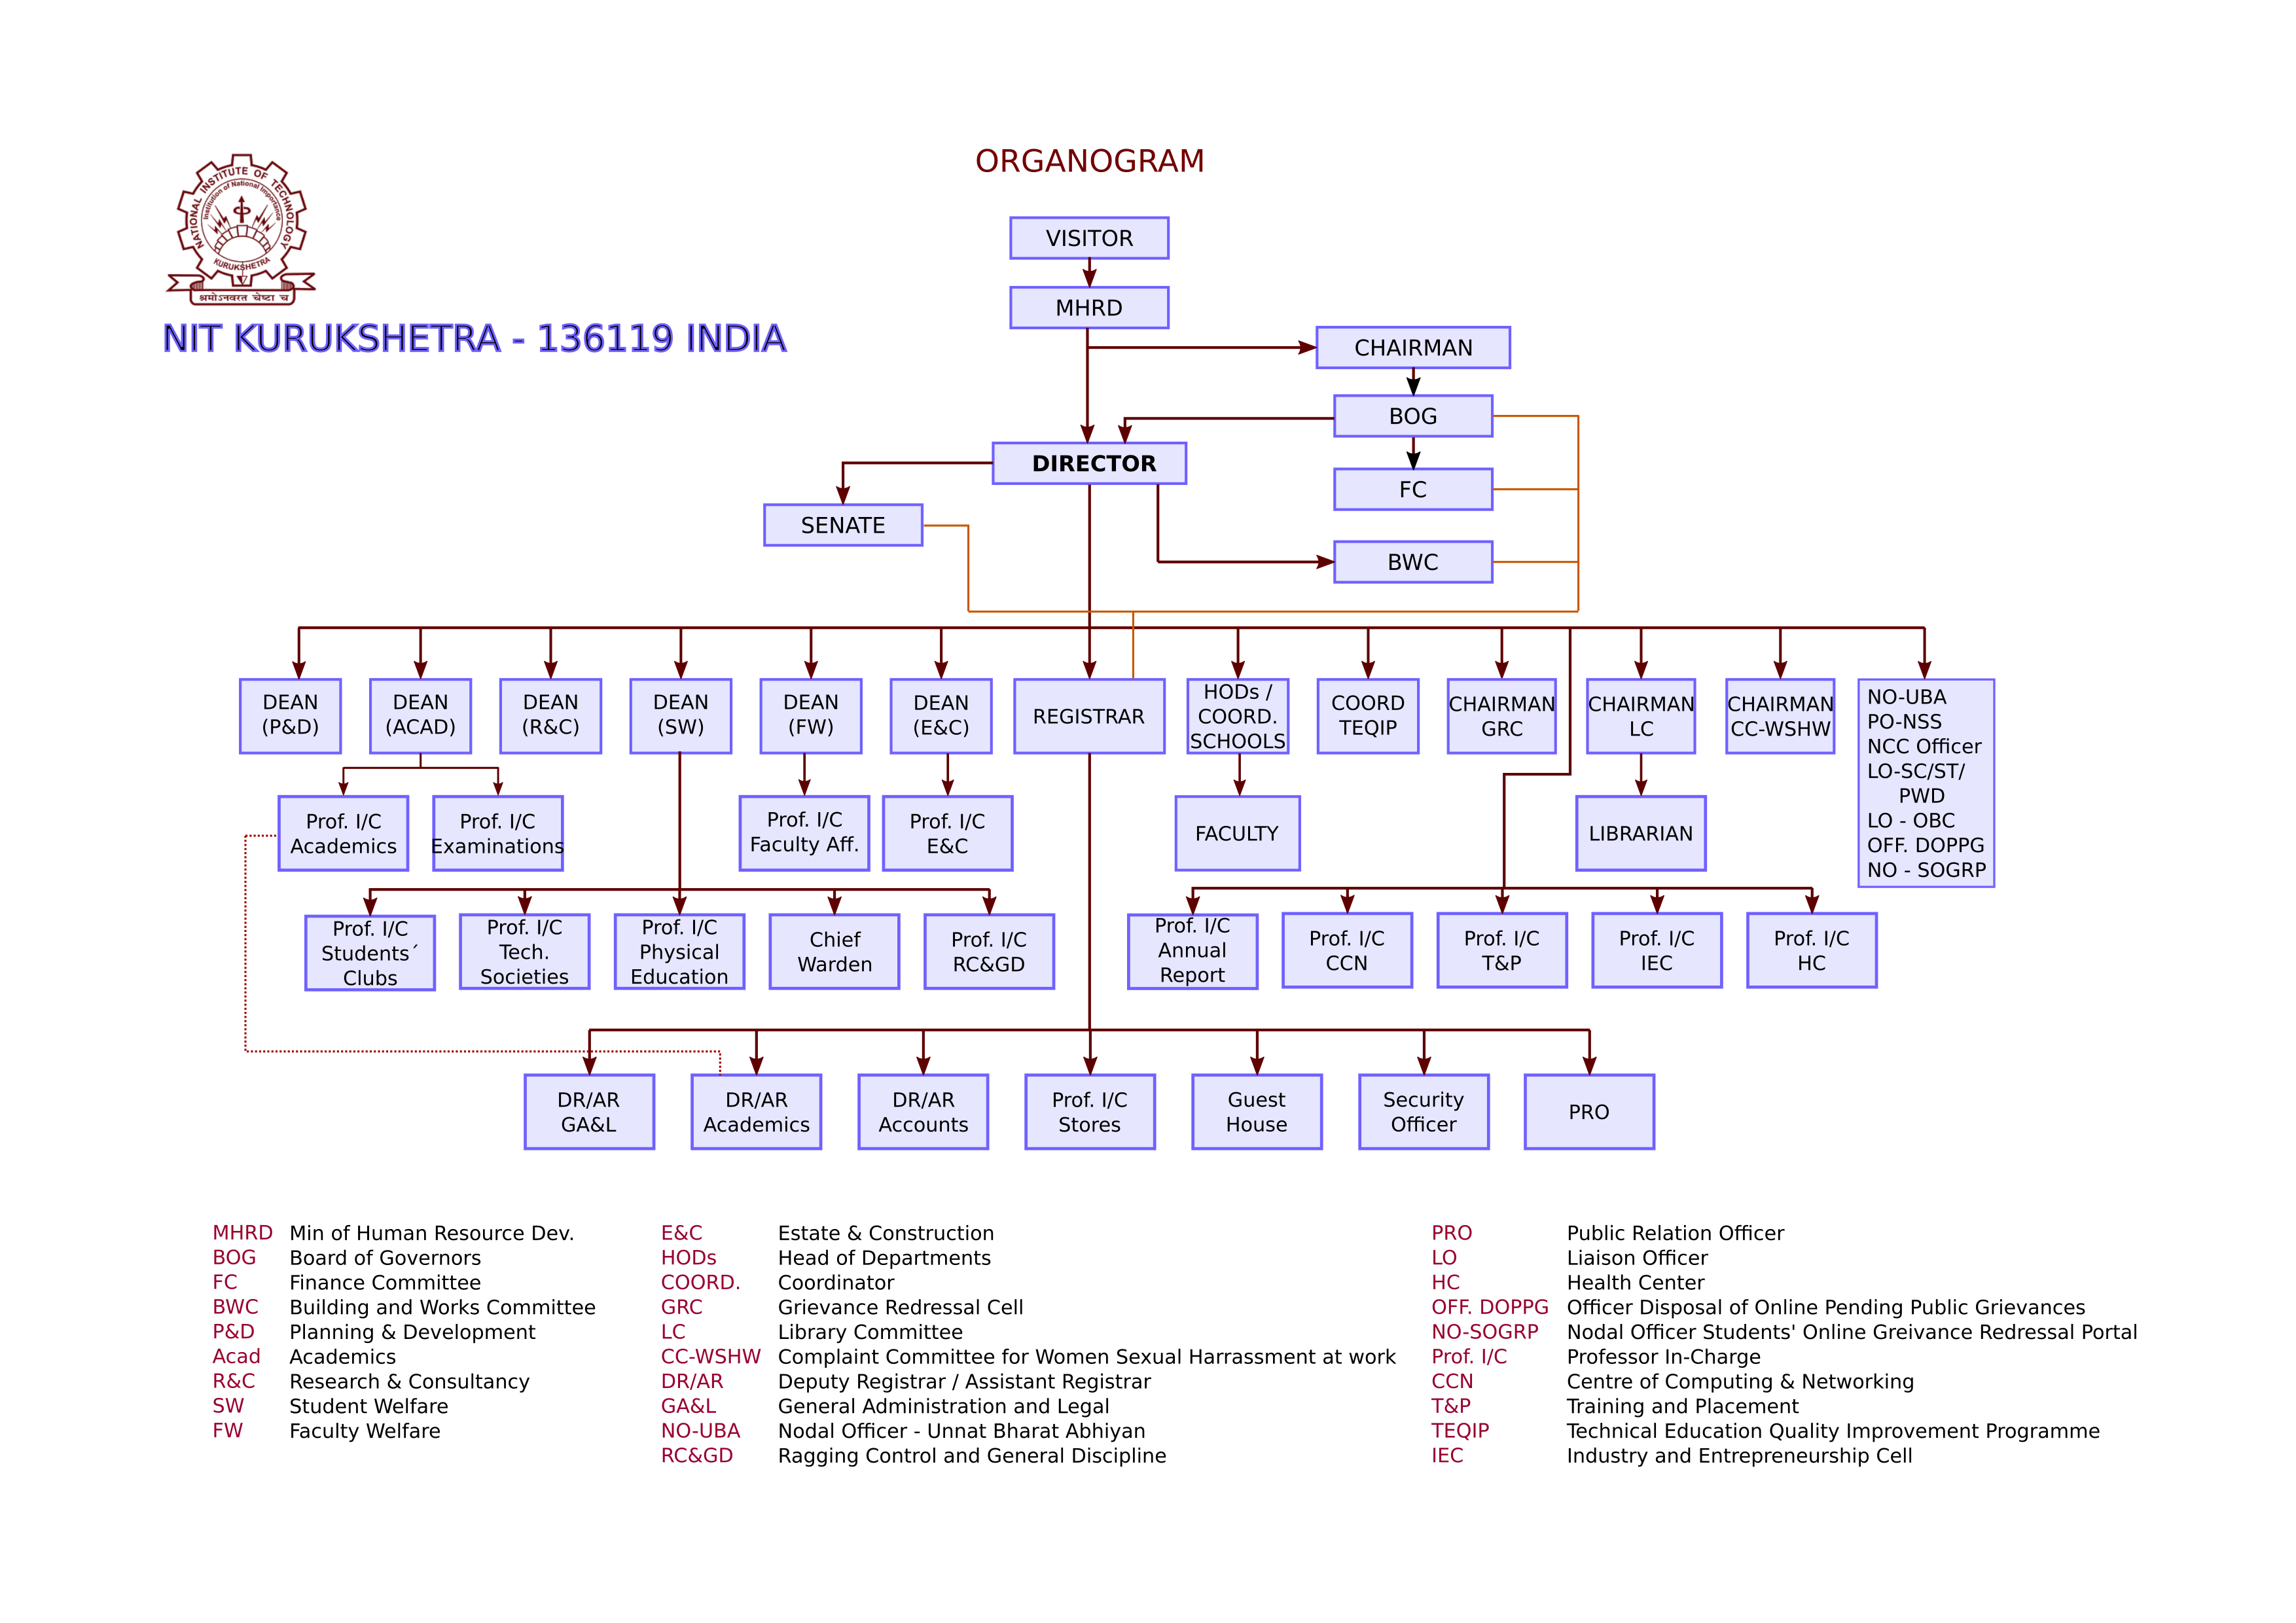 ORGANOGRAM
NATIONAL INSTITUTE OF TECHNOLOGY
Institution of National Importance
KURUKSHETRA
श्रमोऽनवरत चेष्टा च
NIT KURUKSHETRA - 136119 INDIA
VISITOR
MHRD
CHAIRMAN
BOG
DIRECTOR
FC
SENATE
BWC
DEAN
(P&D)
DEAN
(ACAD)
DEAN
(R&C)
DEAN
(SW)
DEAN
(FW)
DEAN
(E&C)
REGISTRAR
HODs /
COORD.
SCHOOLS
COORD
TEQIP
CHAIRMAN
GRC
CHAIRMAN
LC
CHAIRMAN
CC-WSHW
NO-UBA
PO-NSS
NCC Officer
LO-SC/ST/
PWD
LO - OBC
OFF. DOPPG
NO - SOGRP
Prof. I/C
Academics
Prof. I/C
Examinations
Prof. I/C
Faculty Aff.
Prof. I/C
E&C
FACULTY
LIBRARIAN
Prof. I/C
Students´
Clubs
Prof. I/C
Tech.
Societies
Prof. I/C
Physical
Education
Chief
Warden
Prof. I/C
RC&GD
Prof. I/C
Annual
Report
Prof. I/C
CCN
Prof. I/C
T&P
Prof. I/C
IEC
Prof. I/C
HC
DR/AR
GA&L
DR/AR
Academics
DR/AR
Accounts
Prof. I/C
Stores
Guest
House
Security
Officer
PRO
MHRD Min of Human Resource Dev.
BOG Board of Governors
FC Finance Committee
BWC Building and Works Committee
P&D Planning & Development
Acad Academics
R&C Research & Consultancy
SW Student Welfare
FW Faculty Welfare
E&C Estate & Construction
HODs Head of Departments
COORD. Coordinator
GRC Grievance Redressal Cell
LC Library Committee
CC-WSHW Complaint Committee for Women Sexual Harrassment at work
DR/AR Deputy Registrar / Assistant Registrar
GA&L General Administration and Legal
NO-UBA Nodal Officer - Unnat Bharat Abhiyan
RC&GD Ragging Control and General Discipline
PRO Public Relation Officer
LO Liaison Officer
HC Health Center
OFF. DOPPG Officer Disposal of Online Pending Public Grievances
NO-SOGRP Nodal Officer Students' Online Greivance Redressal Portal
Prof. I/C Professor In-Charge
CCN Centre of Computing & Networking
T&P Training and Placement
TEQIP Technical Education Quality Improvement Programme
IEC Industry and Entrepreneurship Cell